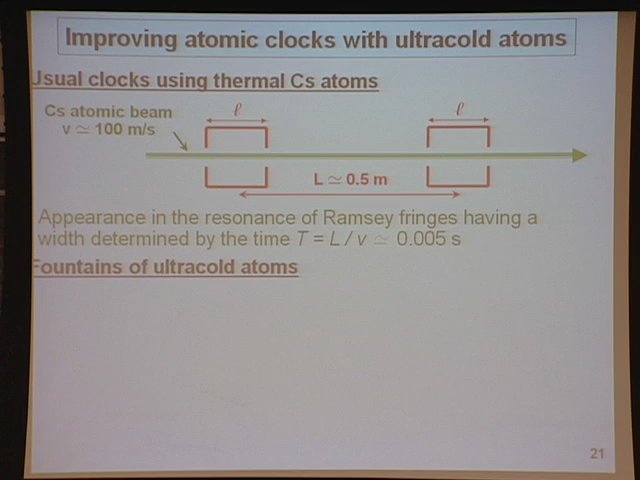 Improving atomic clocks with ultracold atoms
Usual clocks using thermal Cs atoms
Cs atomic beam
v ≃ 100 m/s
ℓ
ℓ
L ≃ 0.5 m
Appearance in the resonance of Ramsey fringes having a
width determined by the time T = L / v ≃ 0.005 s
Fountains of ultracold atoms
21